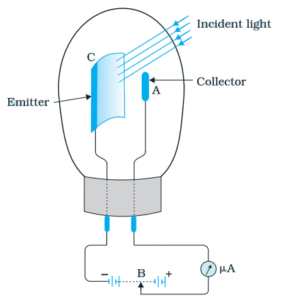 Incident light
C
Collector
A
Emitter
− B +
µA